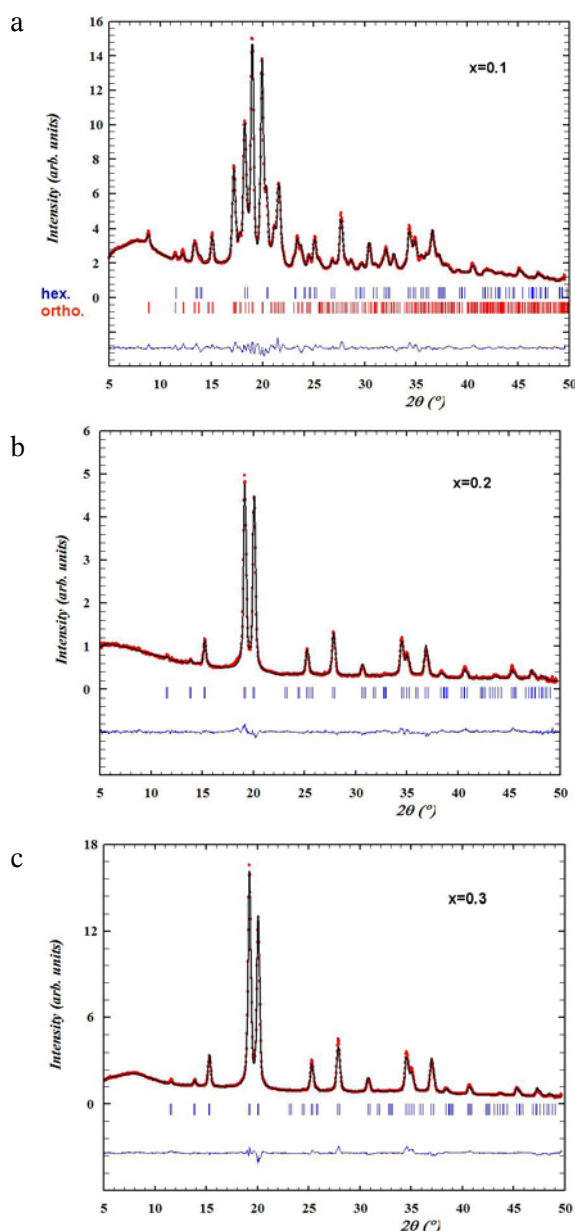 a
16
x=0.1
14
12
10
8
6
4
2
0
Intensity (arb. units)
hex.
ortho.
5 10 15 20 25 30 35 40 45 50
2θ (°)
b
6
x=0.2
5
4
3
2
1
0
Intensity (arb. units)
5 10 15 20 25 30 35 40 45 50
2θ (°)
c
18
x=0.3
12
6
0
Intensity (arb. units)
5 10 15 20 25 30 35 40 45 50
2θ (°)